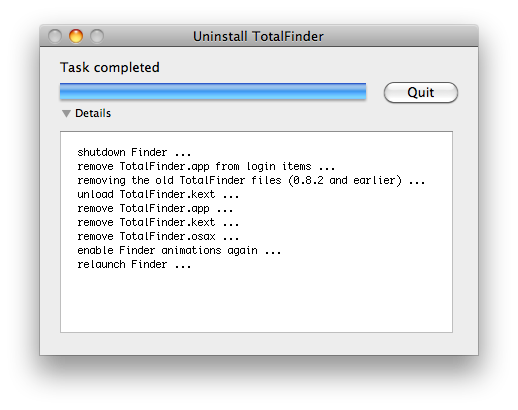 Uninstall TotalFinder
Task completed
Quit
Details
shutdown Finder ...
remove TotalFinder.app from login items ...
removing the old TotalFinder files (0.8.2 and earlier) ...
unload TotalFinder.kext ...
remove TotalFinder.app ...
remove TotalFinder.kext ...
remove TotalFinder.osax ...
enable Finder animations again ...
relaunch Finder ...